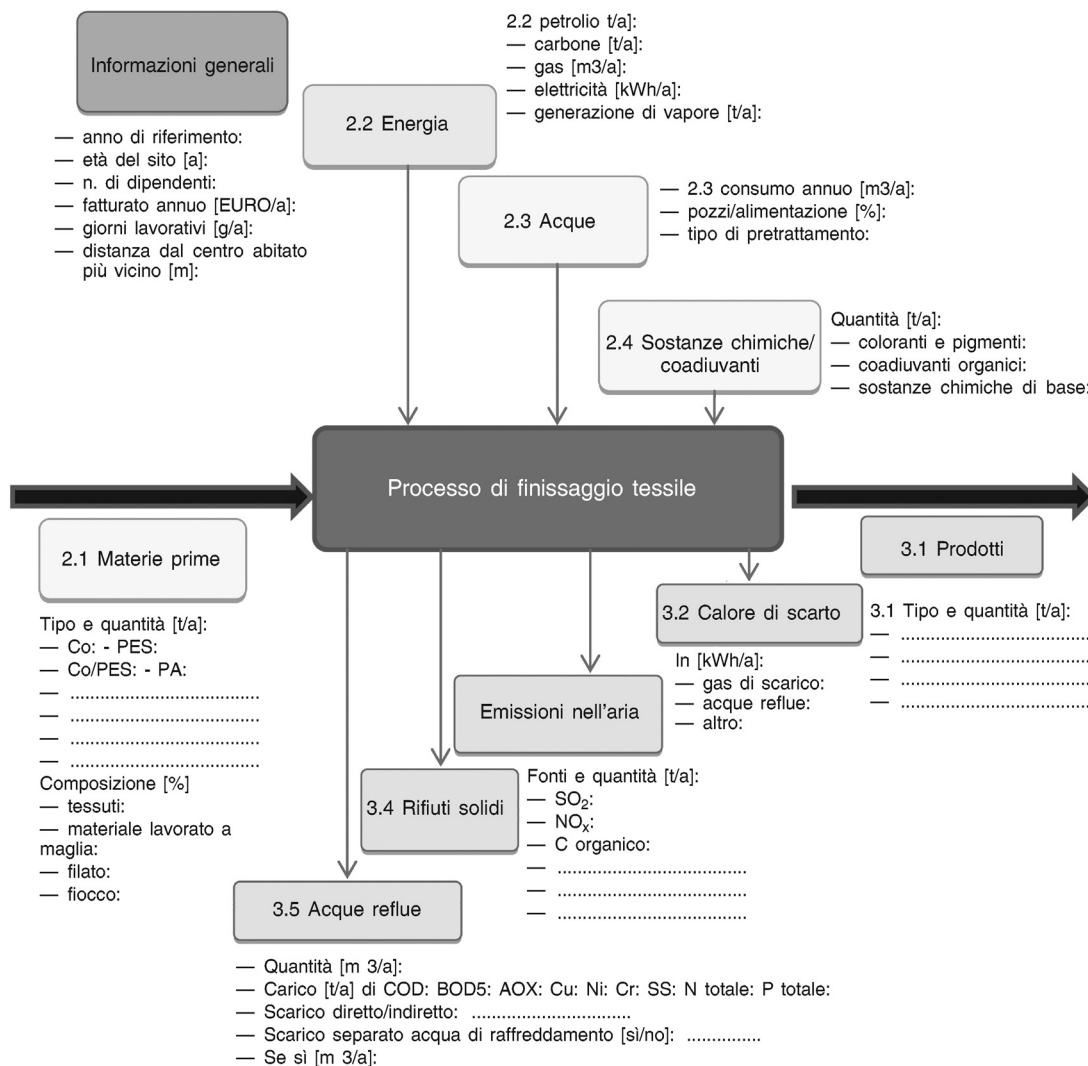 Informazioni generali
— anno di riferimento:
— età del sito [a]:
— n. di dipendenti:
— fatturato annuo [EURO/a]:
— giorni lavorativi [g/a]:
— distanza dal centro abitato
più vicino [m]:
2.2 Energia
2.2 petrolio t/a]:
— carbone [t/a]:
— gas [m3/a]:
— elettricità [kWh/a]:
— generazione di vapore [t/a]:
2.3 Acque
— 2.3 consumo annuo [m3/a]:
— pozzi/alimentazione [%]:
— tipo di pretrattamento:
2.4 Sostanze chimiche/
coadiuvanti
Quantità [t/a]:
— coloranti e pigmenti:
— coadiuvanti organici:
— sostanze chimiche di base:
Processo di finissaggio tessile
2.1 Materie prime
Tipo e quantità [t/a]:
— Co: - PES:
— Co/PES: - PA:
— ....................................
— ....................................
— ....................................
— ....................................
Composizione [%]
— tessuti:
— materiale lavorato a
maglia:
— filato:
— fiocco:
3.1 Prodotti
3.1 Tipo e quantità [t/a]:
— ....................................
— ....................................
— ....................................
— ....................................
3.2 Calore di scarto
In [kWh/a]:
— gas di scarico:
— acque reflue:
— altro:
Emissioni nell'aria
Fonti e quantità [t/a]:
— SO2:
— NOx:
— C organico:
— ....................................
— ....................................
— ....................................
3.4 Rifiuti solidi
3.5 Acque reflue
— Quantità [m 3/a]:
— Carico [t/a] di COD: BOD5: AOX: Cu: Ni: Cr: SS: N totale: P totale:
— Scarico diretto/indiretto: ...............................
— Scarico separato acqua di raffreddamento [sì/no]: ..............
— Se sì [m 3/a]: